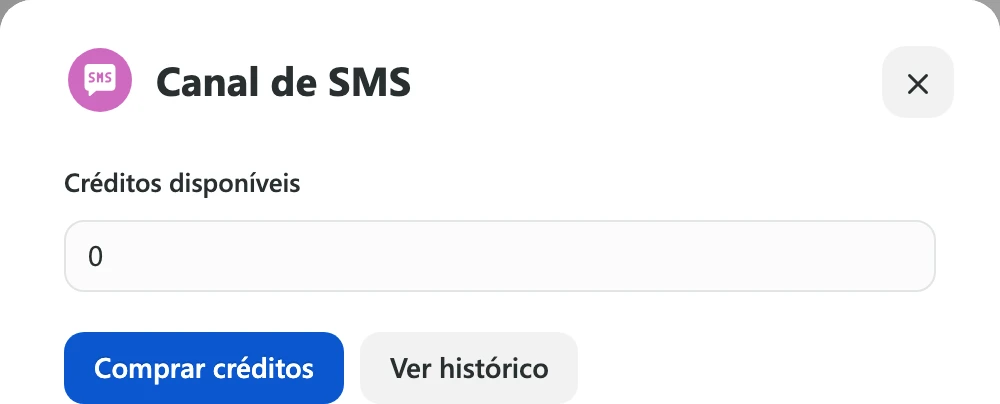 SMS
Canal de SMS
Créditos disponíveis
0
Comprar créditos
Ver histórico